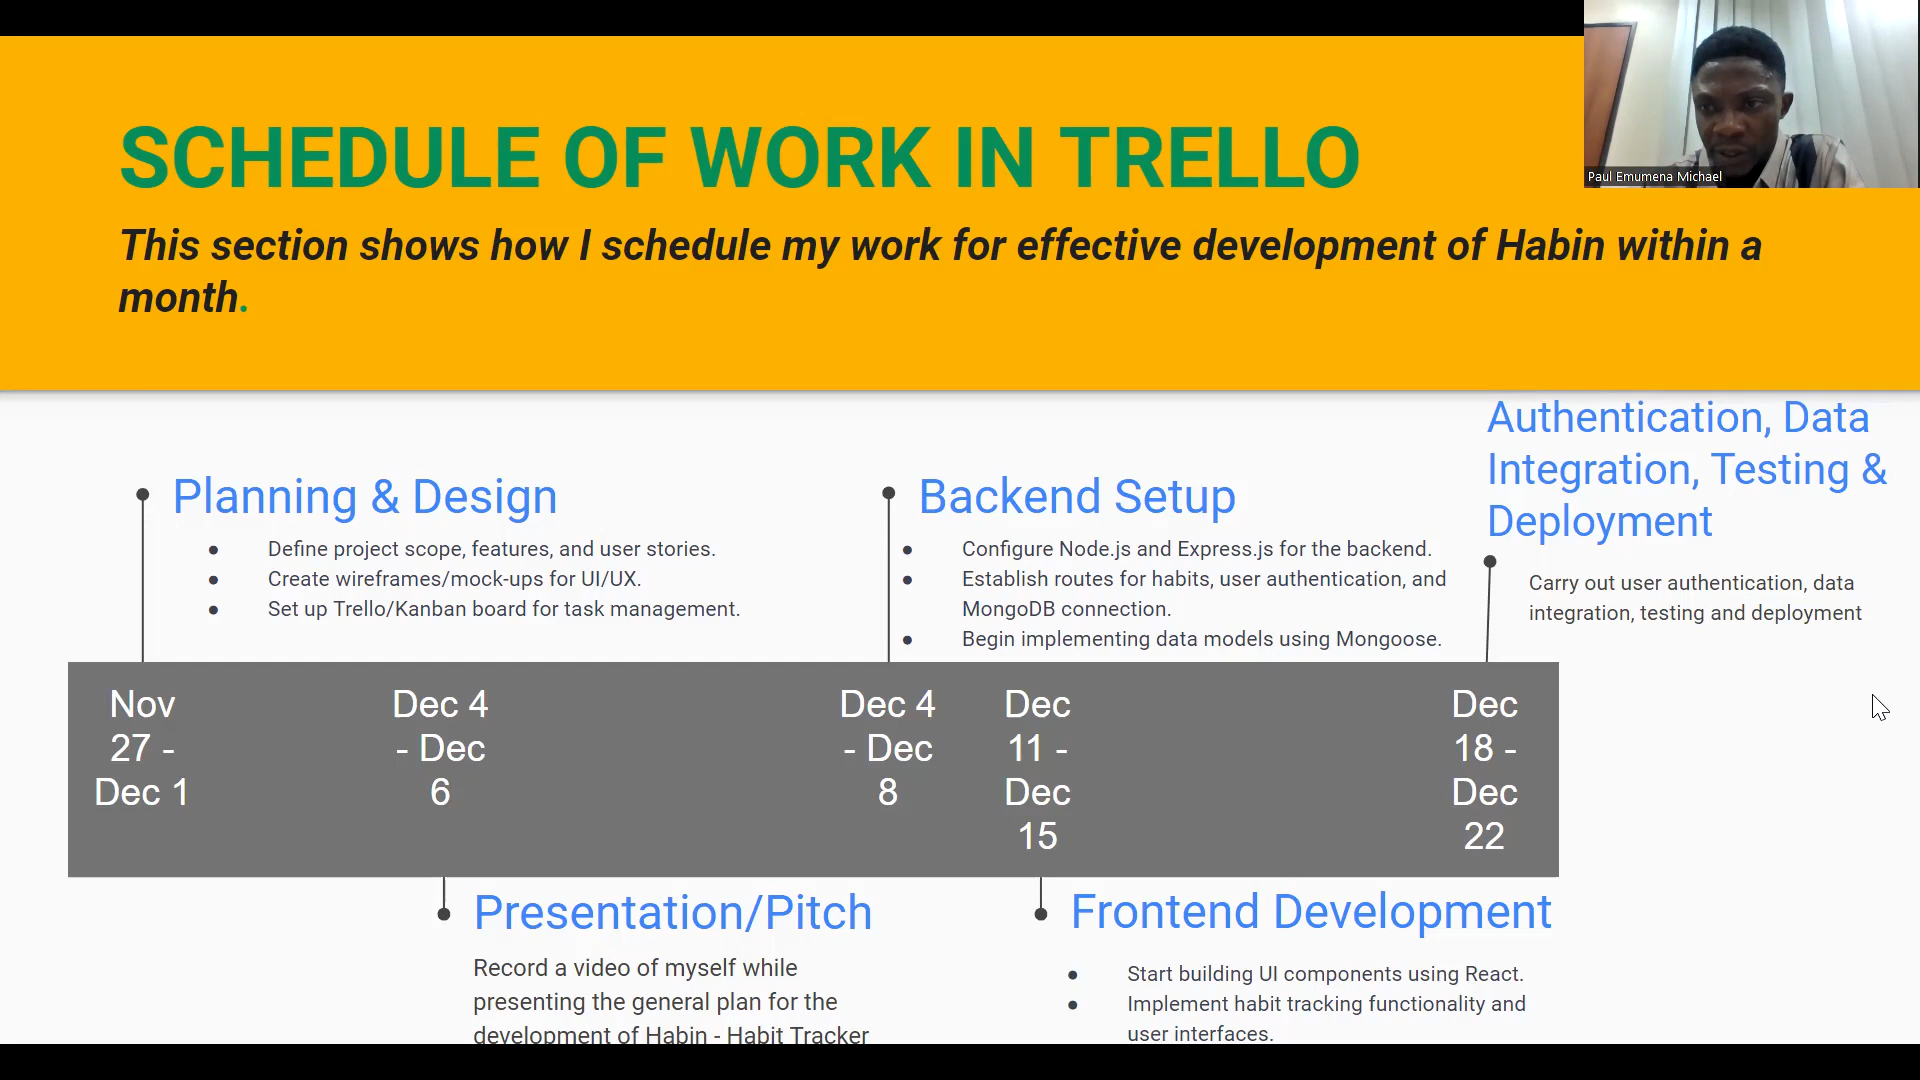 SCHEDULE OF WORK IN TRELLO
This section shows how I schedule my work for effective development of Habin within a
month.
Paul Emumena Michael
Planning & Design
● Define project scope, features, and user stories.
● Create wireframes/mock-ups for UI/UX.
● Set up Trello/Kanban board for task management.
Backend Setup
● Configure Node.js and Express.js for the backend.
● Establish routes for habits, user authentication, and
MongoDB connection.
● Begin implementing data models using Mongoose.
Authentication, Data
Integration, Testing &
Deployment
Carry out user authentication, data
integration, testing and deployment
Nov
27 -
Dec 1
Dec 4
- Dec
6
Dec 4
- Dec
8
Dec
11 -
Dec
15
Dec
18 -
Dec
22
Presentation/Pitch
Record a video of myself while
presenting the general plan for the
development of Habin - Habit Tracker
Frontend Development
● Start building UI components using React.
● Implement habit tracking functionality and
user interfaces.